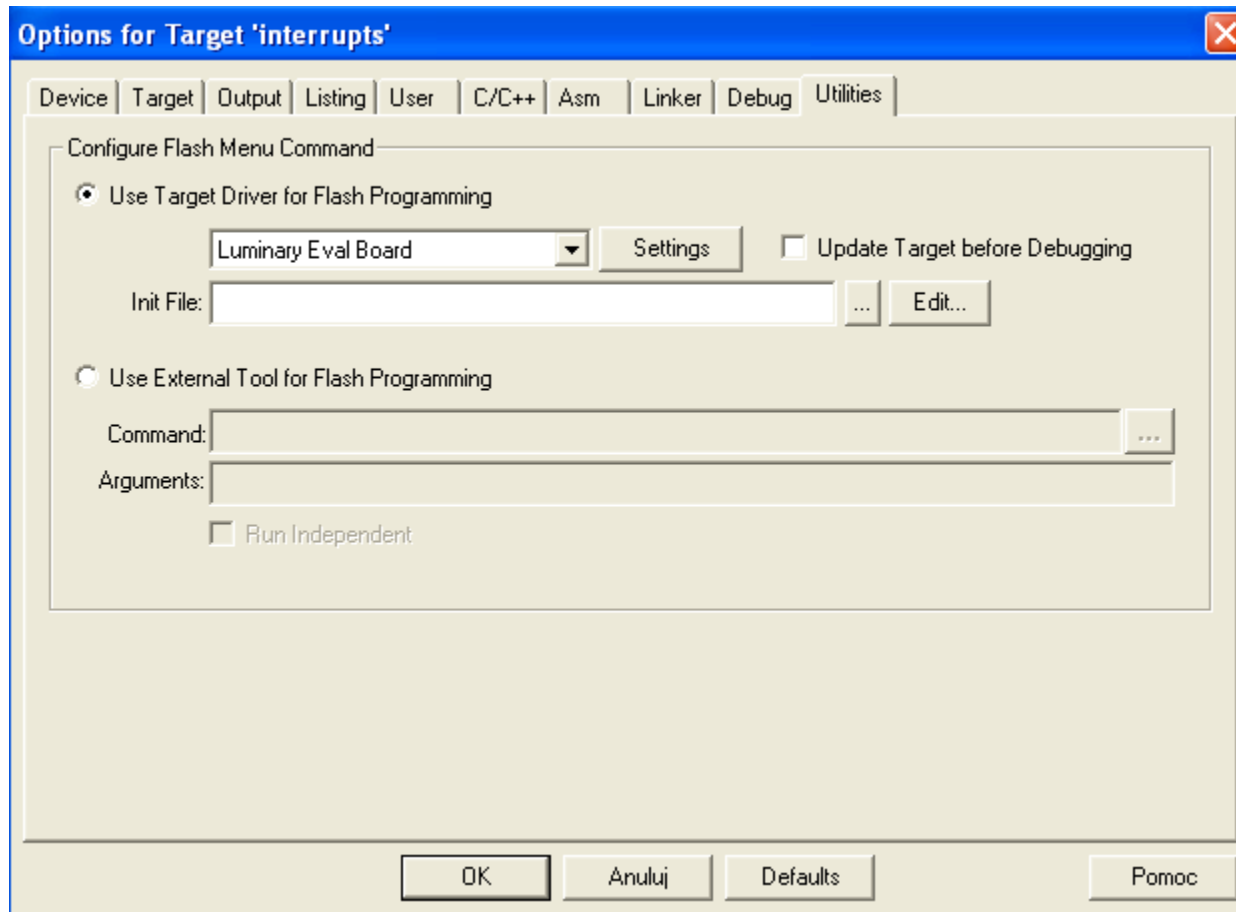 Options for Target 'interrupts'
Device Target Output Listing User C/C++ Asm Linker Debug Utilities
Configure Flash Menu Command
Use Target Driver for Flash Programming
Luminary Eval Board Settings Update Target before Debugging
Init File: ... Edit...
Use External Tool for Flash Programming
Command: ...
Arguments:
Run Independent
OK Anuluj Defaults Pomoc